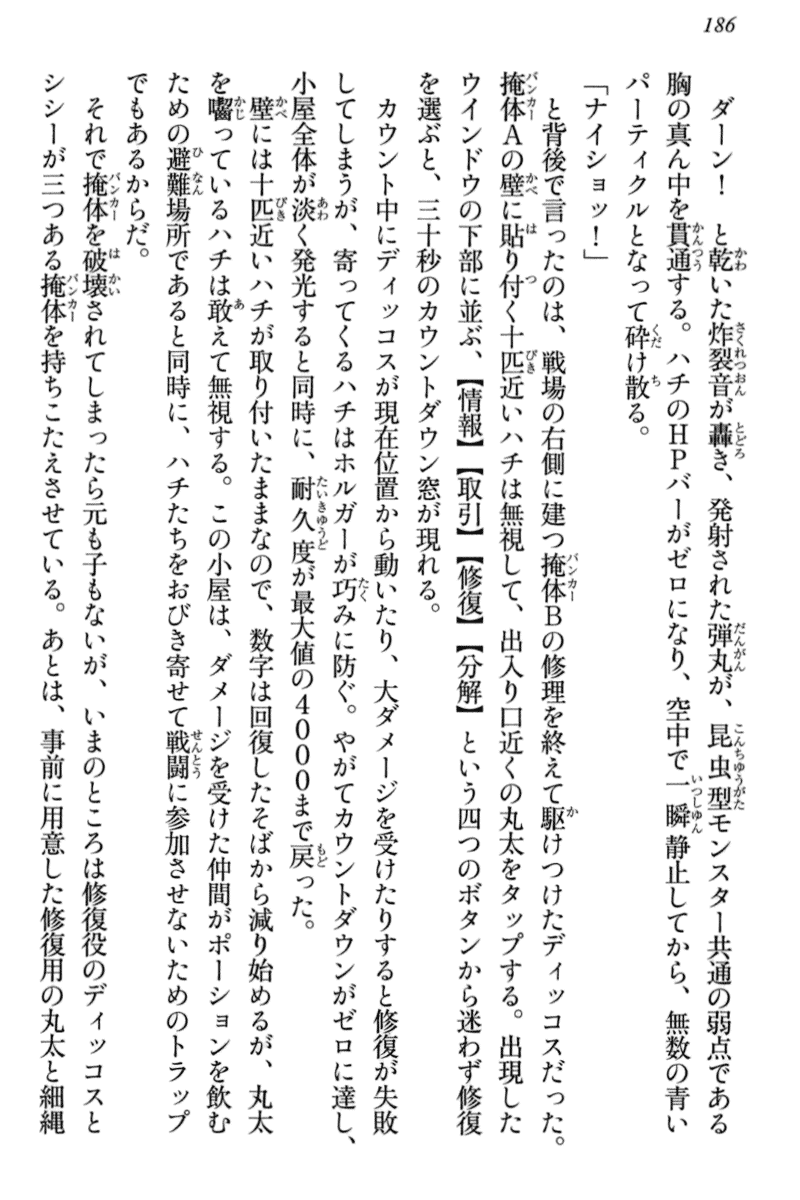 186
ダーン！　と乾いた炸裂音が轟き、発射された弾丸が、昆虫型モンスター共通の弱点である
胸の真ん中を貫通する。ハチのＨＰバーがゼロになり、空中で一瞬静止してから、無数の青い
パーティクルとなって砕け散る。
「ナイショッ！」
と背後で言ったのは、戦場の右側に建つ掩体Ｂの修理を終えて駆けつけたディッコスだった。
掩体Ａの壁に貼り付く十匹近いハチは無視して、出入り口近くの丸太をタップする。出現した
ウインドウの下部に並ぶ、【情報】【取引】【修復】【分解】という四つのボタンから迷わず修復
を選ぶと、三十秒のカウントダウン窓が現れる。
カウント中にディッコスが現在位置から動いたり、大ダメージを受けたりすると修復が失敗
してしまうが、寄ってくるハチはホルガーが巧みに防ぐ。やがてカウントダウンがゼロに達し、
小屋全体が淡く発光すると同時に、耐久度が最大値の４０００まで戻った。
壁には十匹近いハチが取り付いたままなので、数字は回復したそばから減り始めるが、丸太
を囓っているハチは敢えて無視する。この小屋は、ダメージを受けた仲間がポーションを飲む
ための避難場所であると同時に、ハチたちをおびき寄せて戦闘に参加させないためのトラップ
でもあるからだ。
それで掩体を破壊されてしまったら元も子もないが、いまのところは修復役のディッコスと
シシーが三つある掩体を持ちこたえさせている。あとは、事前に用意した修復用の丸太と細縄